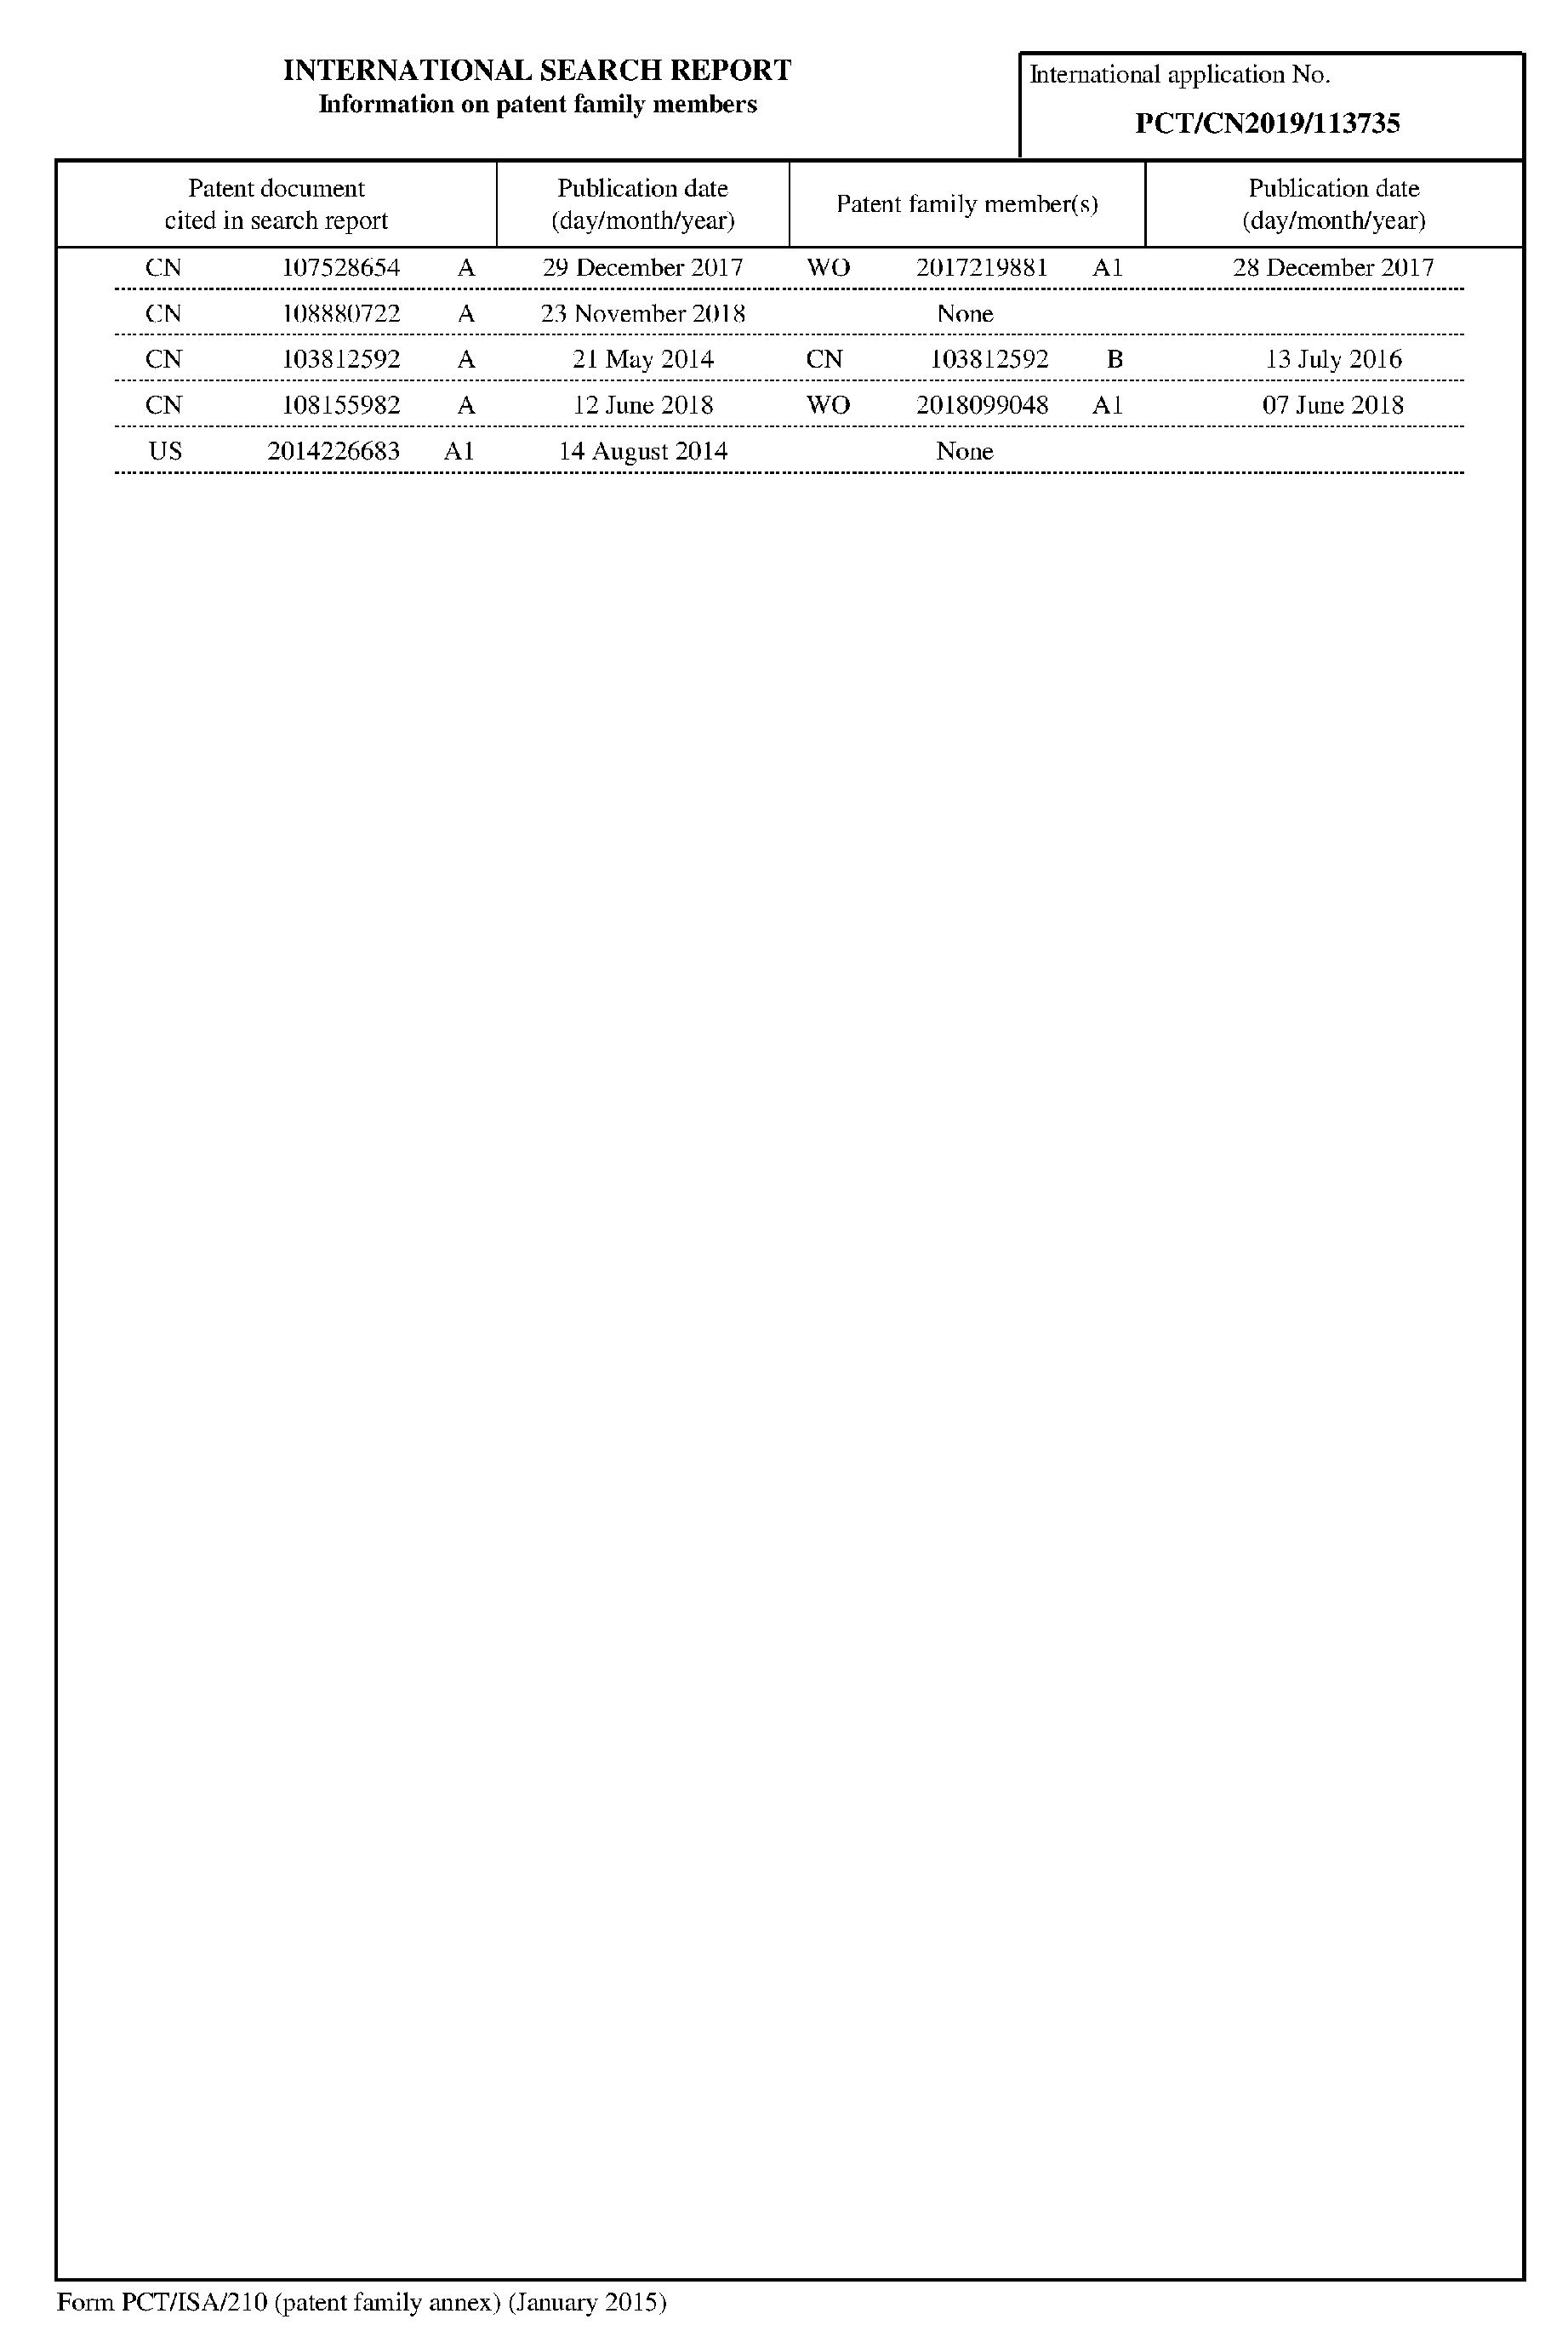 INTERNATIONAL SEARCH REPORT
Information on patent family members
International application No.
PCT/CN2019/113735
Patent document
cited in search report
Publication date
(day/month/year)
Patent family member(s)
Publication date
(day/month/year)
CN 107528654 A 29 December 2017 WO 2017219881 A1 28 December 2017
CN 108880722 A 23 November 2018 None
CN 103812592 A 21 May 2014 CN 103812592 B 13 July 2016
CN 108155982 A 12 June 2018 WO 2018099048 A1 07 June 2018
US 2014226683 A1 14 August 2014 None
Form PCT/ISA/210 (patent family annex) (January 2015)